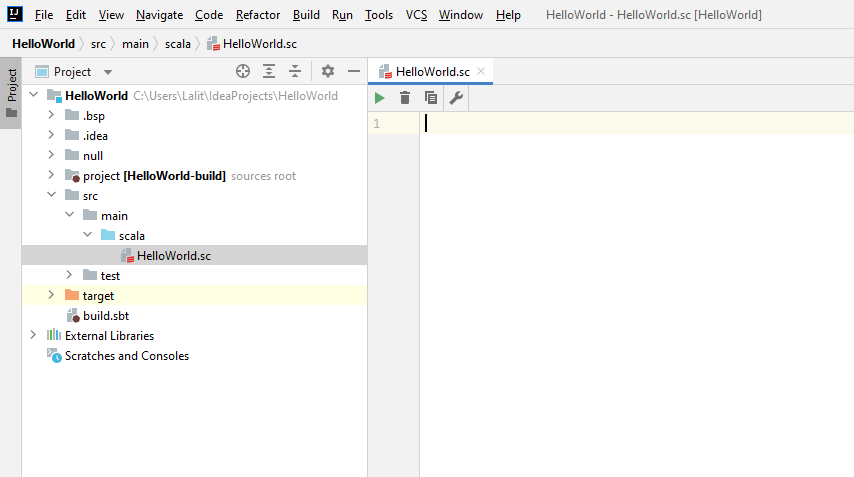 IJ File Edit View Navigate Code Refactor Build Run Tools VCS Window Help HelloWorld - HelloWorld.sc [HelloWorld]
HelloWorld src main scala HelloWorld.sc
Project
Project
HelloWorld.sc
HelloWorld C:\Users\Lalit\IdeaProjects\HelloWorld
.bsp
1
.idea
null
project [HelloWorld-build] sources root
src
main
scala
HelloWorld.sc
test
target
build.sbt
External Libraries
Scratches and Consoles